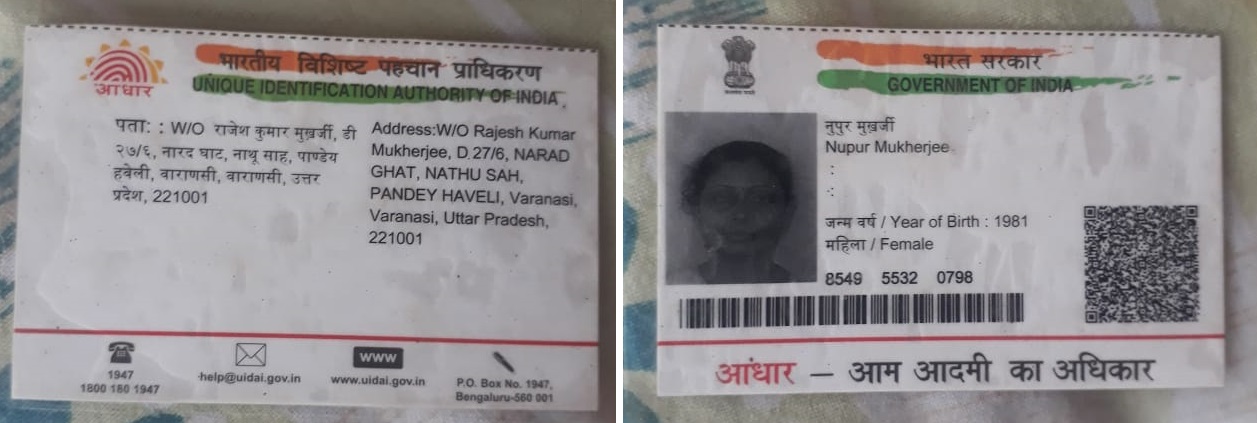 आधार
भारतीय विशिष्ट पहचान प्राधिकरण
UNIQUE IDENTIFICATION AUTHORITY OF INDIA
पता: : W/O राजेश कुमार मुखर्जी, डी
२७/६, नारद घाट, नाथू साह, पाण्डेय
हवेली, वाराणसी, वाराणसी, उत्तर
प्रदेश, 221001
Address:W/O Rajesh Kumar
Mukherjee, D.27/6, NARAD
GHAT, NATHU SAH,
PANDEY HAVELI, Varanasi,
Varanasi, Uttar Pradesh,
221001
1947
1800 180 1947
help@uidai.gov.in
www
www.uidai.gov.in
P.O. Box No. 1947,
Bengaluru-560 001
भारत सरकार
GOVERNMENT OF INDIA
नुपुर मुखर्जी
Nupur Mukherjee
:
:
जन्म वर्ष / Year of Birth : 1981
महिला / Female
8549 5532 0798
आधार – आम आदमी का अधिकार